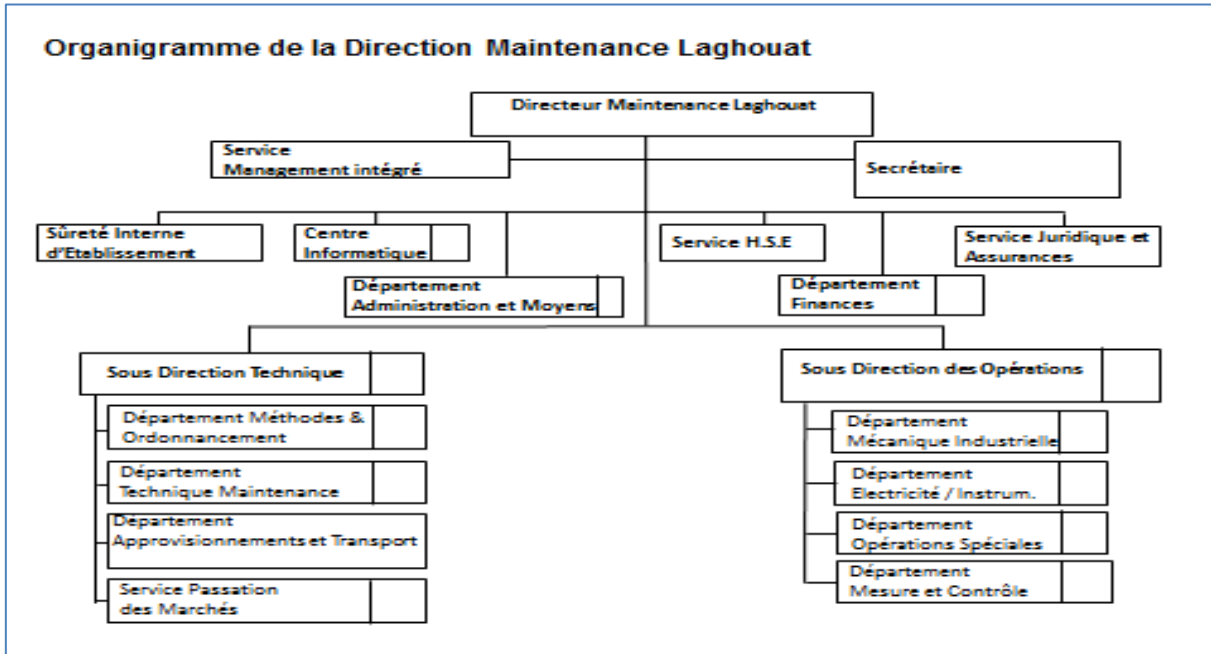 Organigramme de la Direction Maintenance Laghouat
Directeur Maintenance Laghouat
Service
Management intégré
Secrétaire
Sûreté Interne
d'Etablissement
Centre
Informatique
Service H.S.E
Service Juridique et
Assurances
Département
Administration et Moyens
Département
Finances
Sous Direction Technique
Sous Direction des Opérations
Département Méthodes &
Ordonnancement
Département
Technique Maintenance
Département
Approvisionnements et Transport
Service Passation
des Marchés
Département
Mécanique Industrielle
Département
Electricité / Instrum.
Département
Opérations Spéciales
Département
Mesure et Contrôle